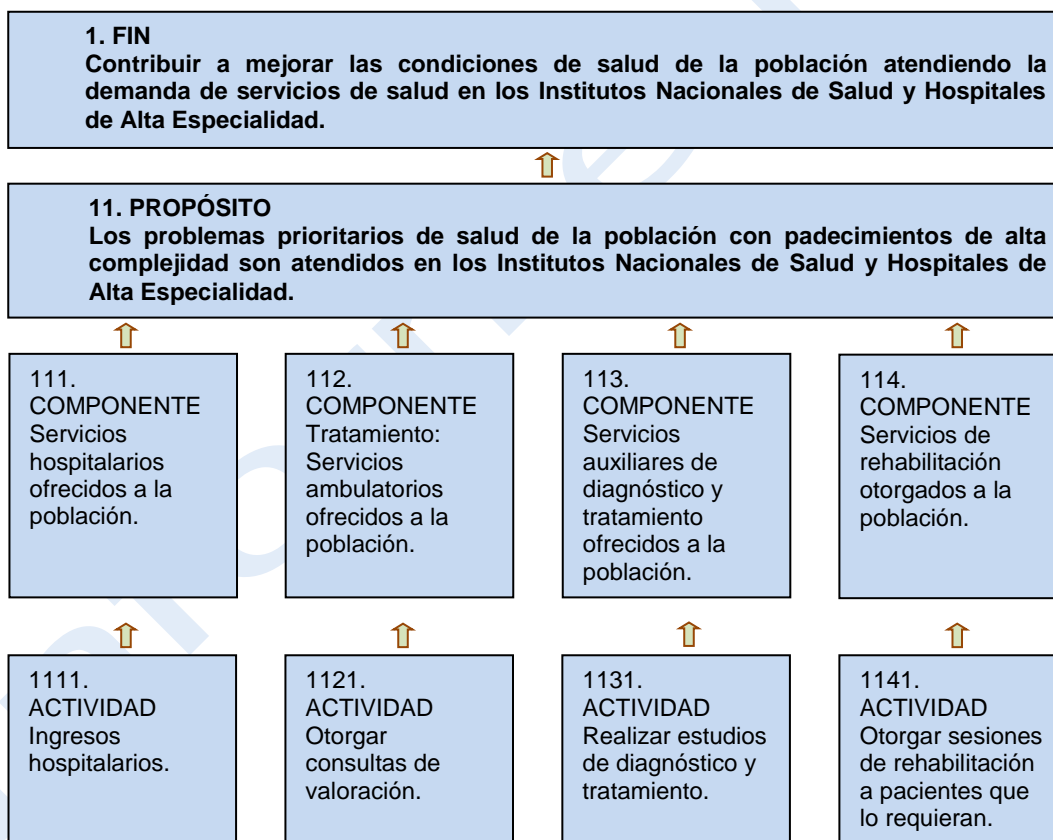 1. FIN
Contribuir a mejorar las condiciones de salud de la población atendiendo la
demanda de servicios de salud en los Institutos Nacionales de Salud y Hospitales
de Alta Especialidad.
11. PROPÓSITO
Los problemas prioritarios de salud de la población con padecimientos de alta
complejidad son atendidos en los Institutos Nacionales de Salud y Hospitales de
Alta Especialidad.
111.
COMPONENTE
Servicios
hospitalarios
ofrecidos a la
población.
112.
COMPONENTE
Tratamiento:
Servicios
ambulatorios
ofrecidos a la
población.
113.
COMPONENTE
Servicios
auxiliares de
diagnóstico y
tratamiento
ofrecidos a la
población.
114.
COMPONENTE
Servicios de
rehabilitación
otorgados a la
población.
1111.
ACTIVIDAD
Ingresos
hospitalarios.
1121.
ACTIVIDAD
Otorgar
consultas de
valoración.
1131.
ACTIVIDAD
Realizar estudios
de diagnóstico y
tratamiento.
1141.
ACTIVIDAD
Otorgar sesiones
de rehabilitación
a pacientes que
lo requieran.